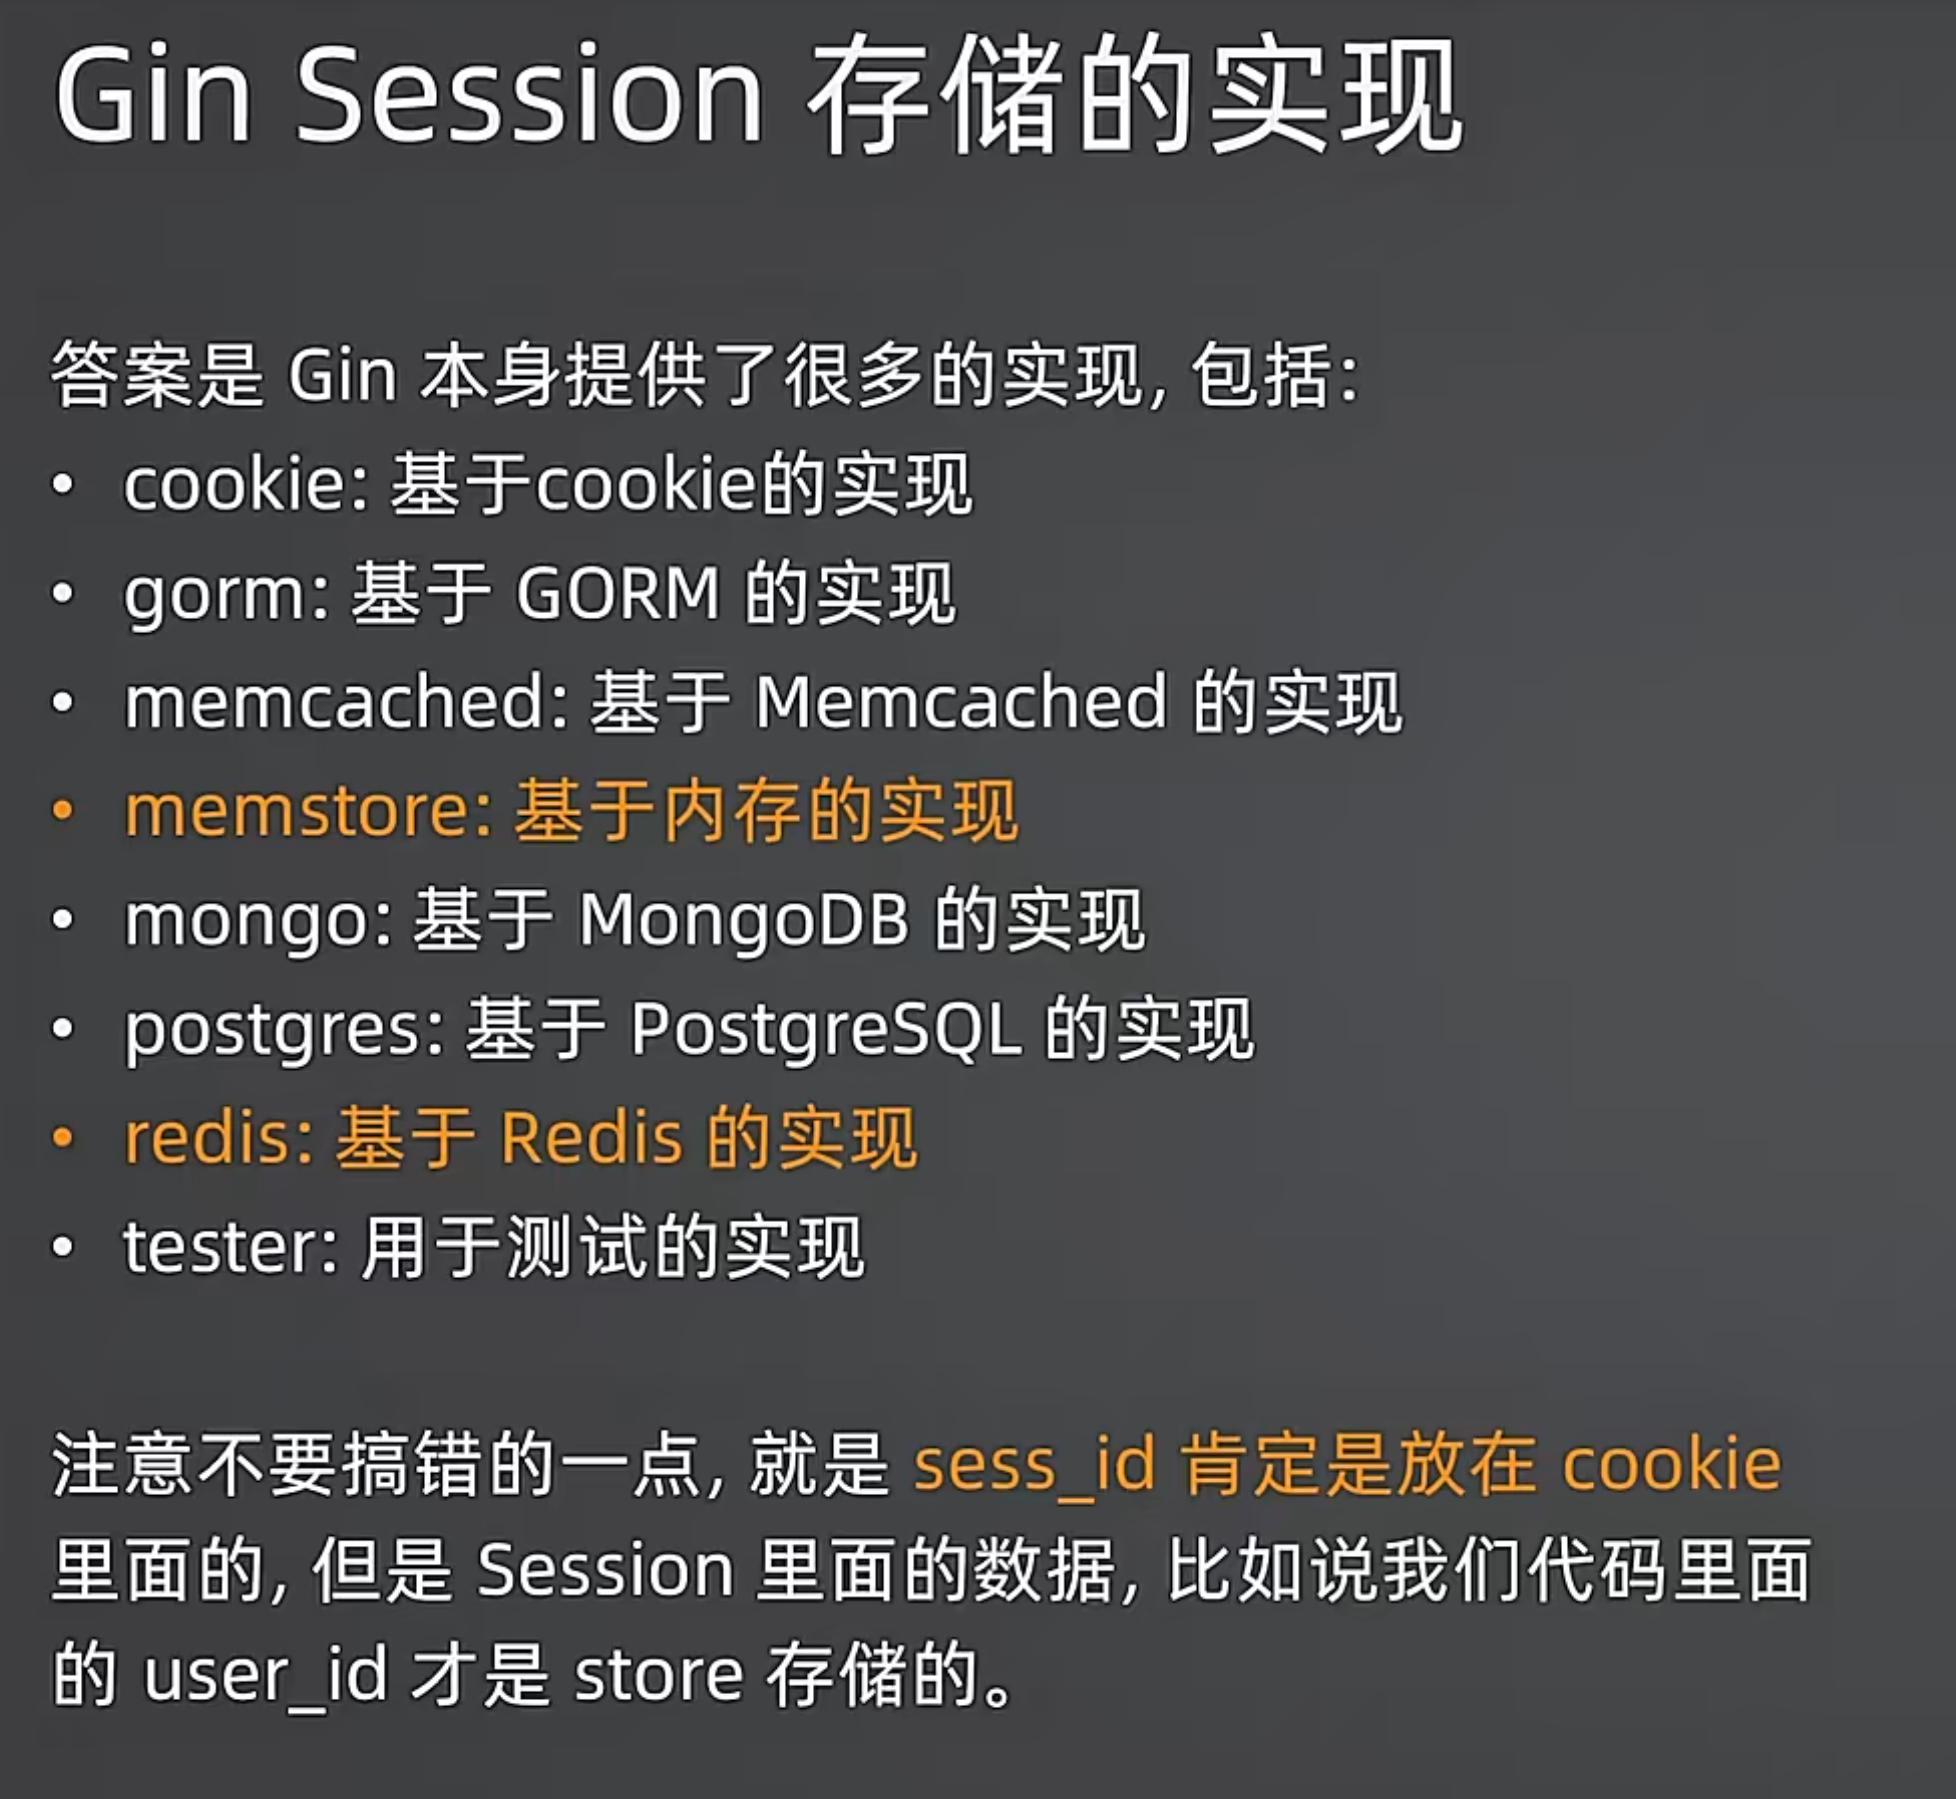 Gin Session 存储的实现
答案是 Gin 本身提供了很多的实现, 包括:
• cookie: 基于cookie的实现
• gorm: 基于 GORM 的实现
• memcached: 基于 Memcached 的实现
• memstore: 基于内存的实现
• mongo: 基于 MongoDB 的实现
• postgres: 基于 PostgreSQL 的实现
• redis: 基于 Redis 的实现
• tester: 用于测试的实现
注意不要搞错的一点, 就是 sess_id 肯定是放在 cookie
里面的, 但是 Session 里面的数据, 比如说我们代码里面
的 user_id 才是 store 存储的。